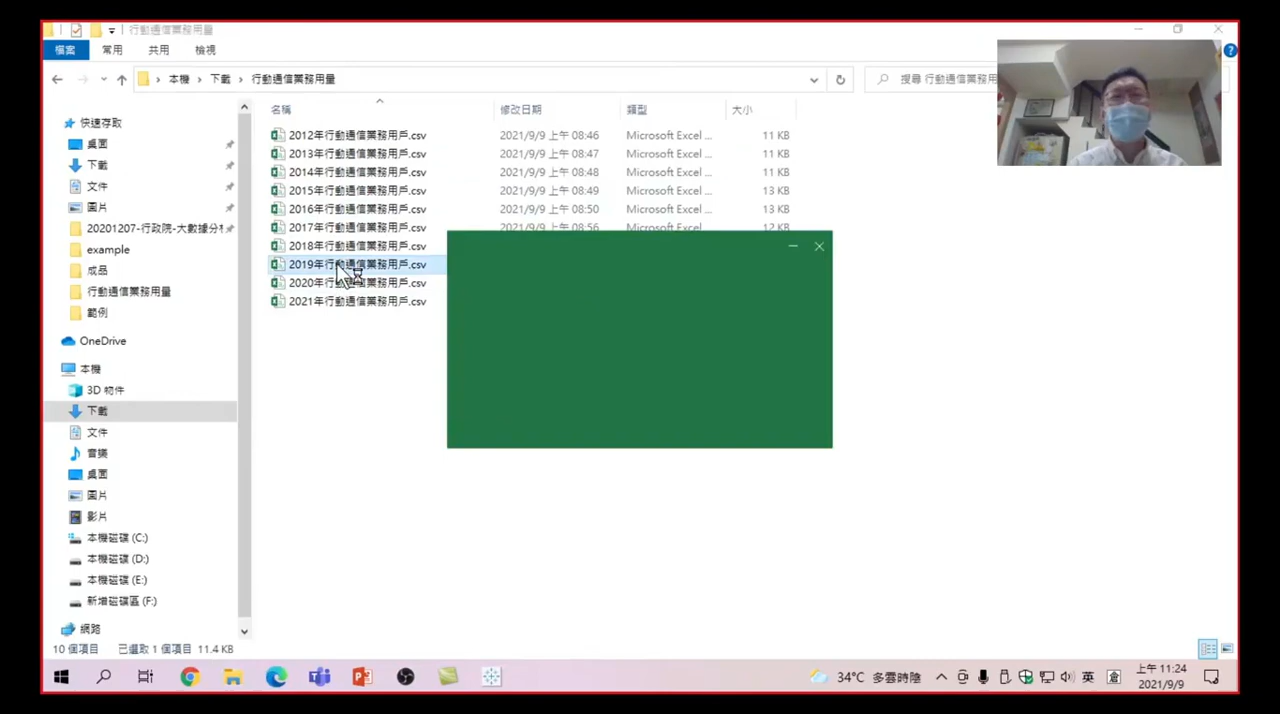 行動通信業務用量
檔案 常用 共用 檢視
本機 › 下載 › 行動通信業務用量
搜尋 行動通信業務用
名稱 修改日期 類型 大小
快速存取
桌面
下載
文件
圖片
20201207-行政院-大數據分
example
成品
行動通信業務用量
範例
OneDrive
本機
3D 物件
下載
文件
音樂
桌面
圖片
影片
本機磁碟 (C:)
本機磁碟 (D:)
本機磁碟 (E:)
新增磁碟區 (F:)
網路
2012年行動通信業務用戶.csv 2021/9/9 上午 08:46 Microsoft Excel ... 11 KB
2013年行動通信業務用戶.csv 2021/9/9 上午 08:47 Microsoft Excel ... 11 KB
2014年行動通信業務用戶.csv 2021/9/9 上午 08:48 Microsoft Excel ... 11 KB
2015年行動通信業務用戶.csv 2021/9/9 上午 08:49 Microsoft Excel ... 13 KB
2016年行動通信業務用戶.csv 2021/9/9 上午 08:50 Microsoft Excel ... 13 KB
2017年行動通信業務用戶.csv 2021/9/9 上午 08:56 Microsoft Excel ... 12 KB
2018年行動通信業務用戶.csv
2019年行動通信業務用戶.csv
2020年行動通信業務用戶.csv
2021年行動通信業務用戶.csv
10 個項目 已選取 1 個項目 11.4 KB
34°C 多雲時陰 英 倉 上午 11:24
2021/9/9